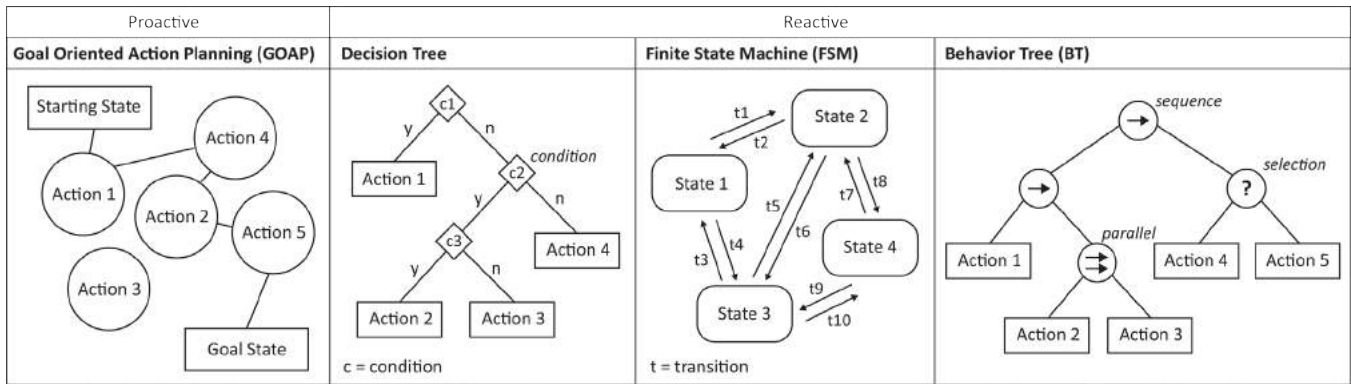 Proactive
Reactive
Goal Oriented Action Planning (GOAP)
Decision Tree
Finite State Machine (FSM)
Behavior Tree (BT)
Starting State
Action 4
Action 1
Action 2
Action 5
Action 3
Goal State
c1
y
n
condition
Action 1
c2
y
n
c3
Action 4
y
n
Action 2
Action 3
c = condition
t1
State 2
t2
State 1
t8
t7
t5
t4
t6
State 4
t3
t9
State 3
t10
t = transition
sequence
→
selection
→
?
parallel
Action 1
Action 4
Action 5
Action 2
Action 3